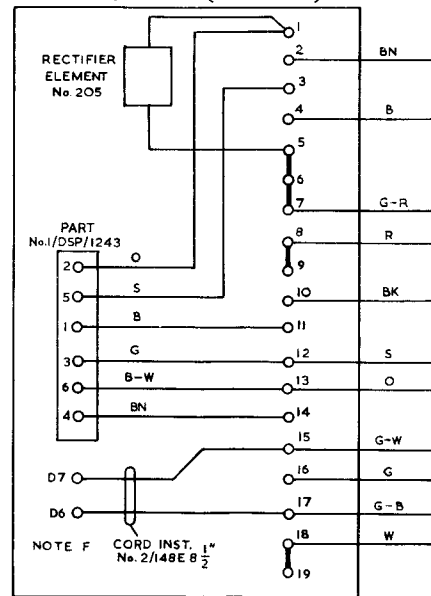 1
2 BN
RECTIFIER
ELEMENT
No. 205
3
4 B
5
6
7 G-R
PART
No.1/DSP/1243
8 R
2 O
9
5 S
10 BK
1 B 11
3 G 12 S
6 B-W 13 O
4 BN 14
15 G-W
D7 16 G
D6 17 G-B
NOTE F CORD INST.
No. 2/148E 8 1/2"
18 W
19